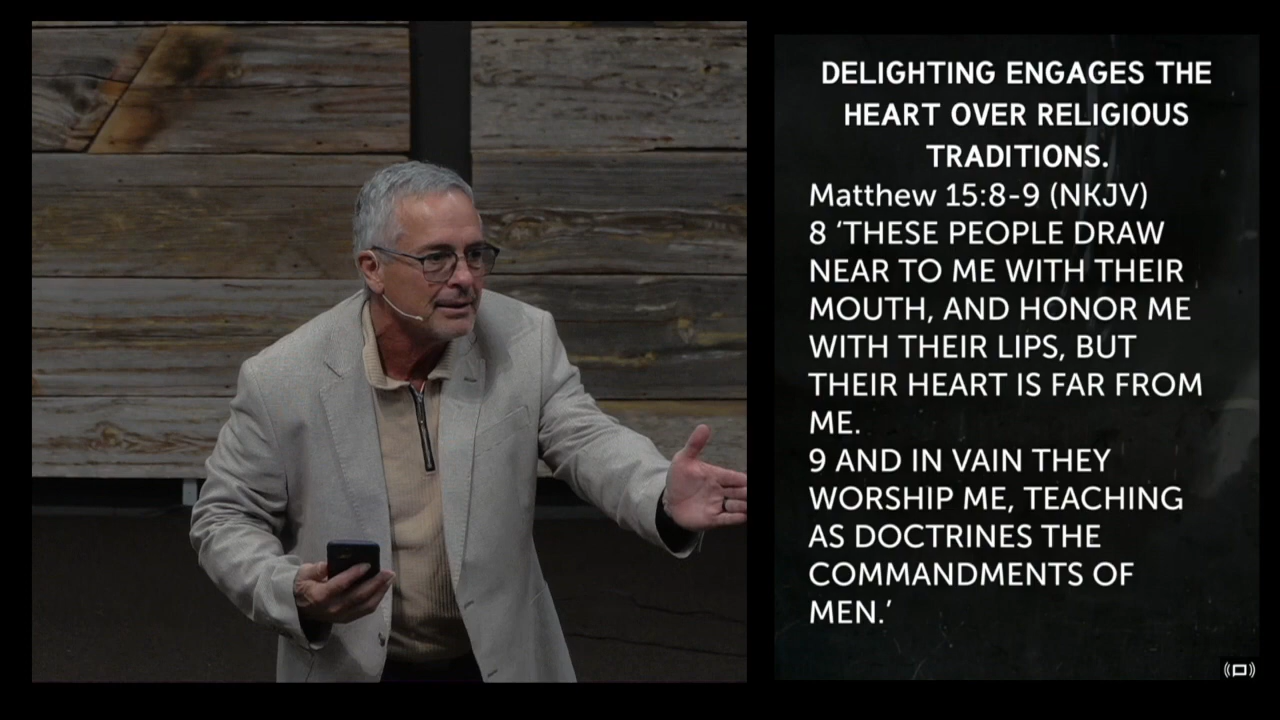 DELIGHTING ENGAGES THE
HEART OVER RELIGIOUS
TRADITIONS.
Matthew 15:8-9 (NKJV)
8 ‘THESE PEOPLE DRAW
NEAR TO ME WITH THEIR
MOUTH, AND HONOR ME
WITH THEIR LIPS, BUT
THEIR HEART IS FAR FROM
ME.
9 AND IN VAIN THEY
WORSHIP ME, TEACHING
AS DOCTRINES THE
COMMANDMENTS OF
MEN.’